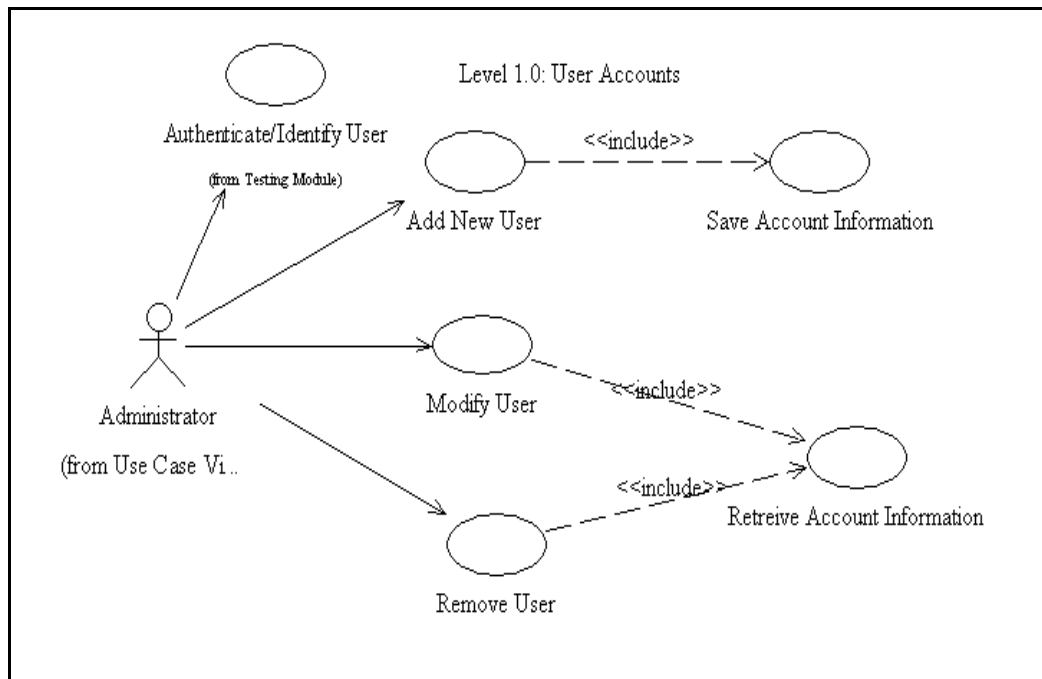 Level 1.0: User Accounts
Authenticate/Identify User
(from Testing Module)
<<include>>
Add New User
Save Account Information
Modify User
<<include>>
Administrator
(from Use Case Vi ..
<<include>>
Retreive Account Information
Remove User